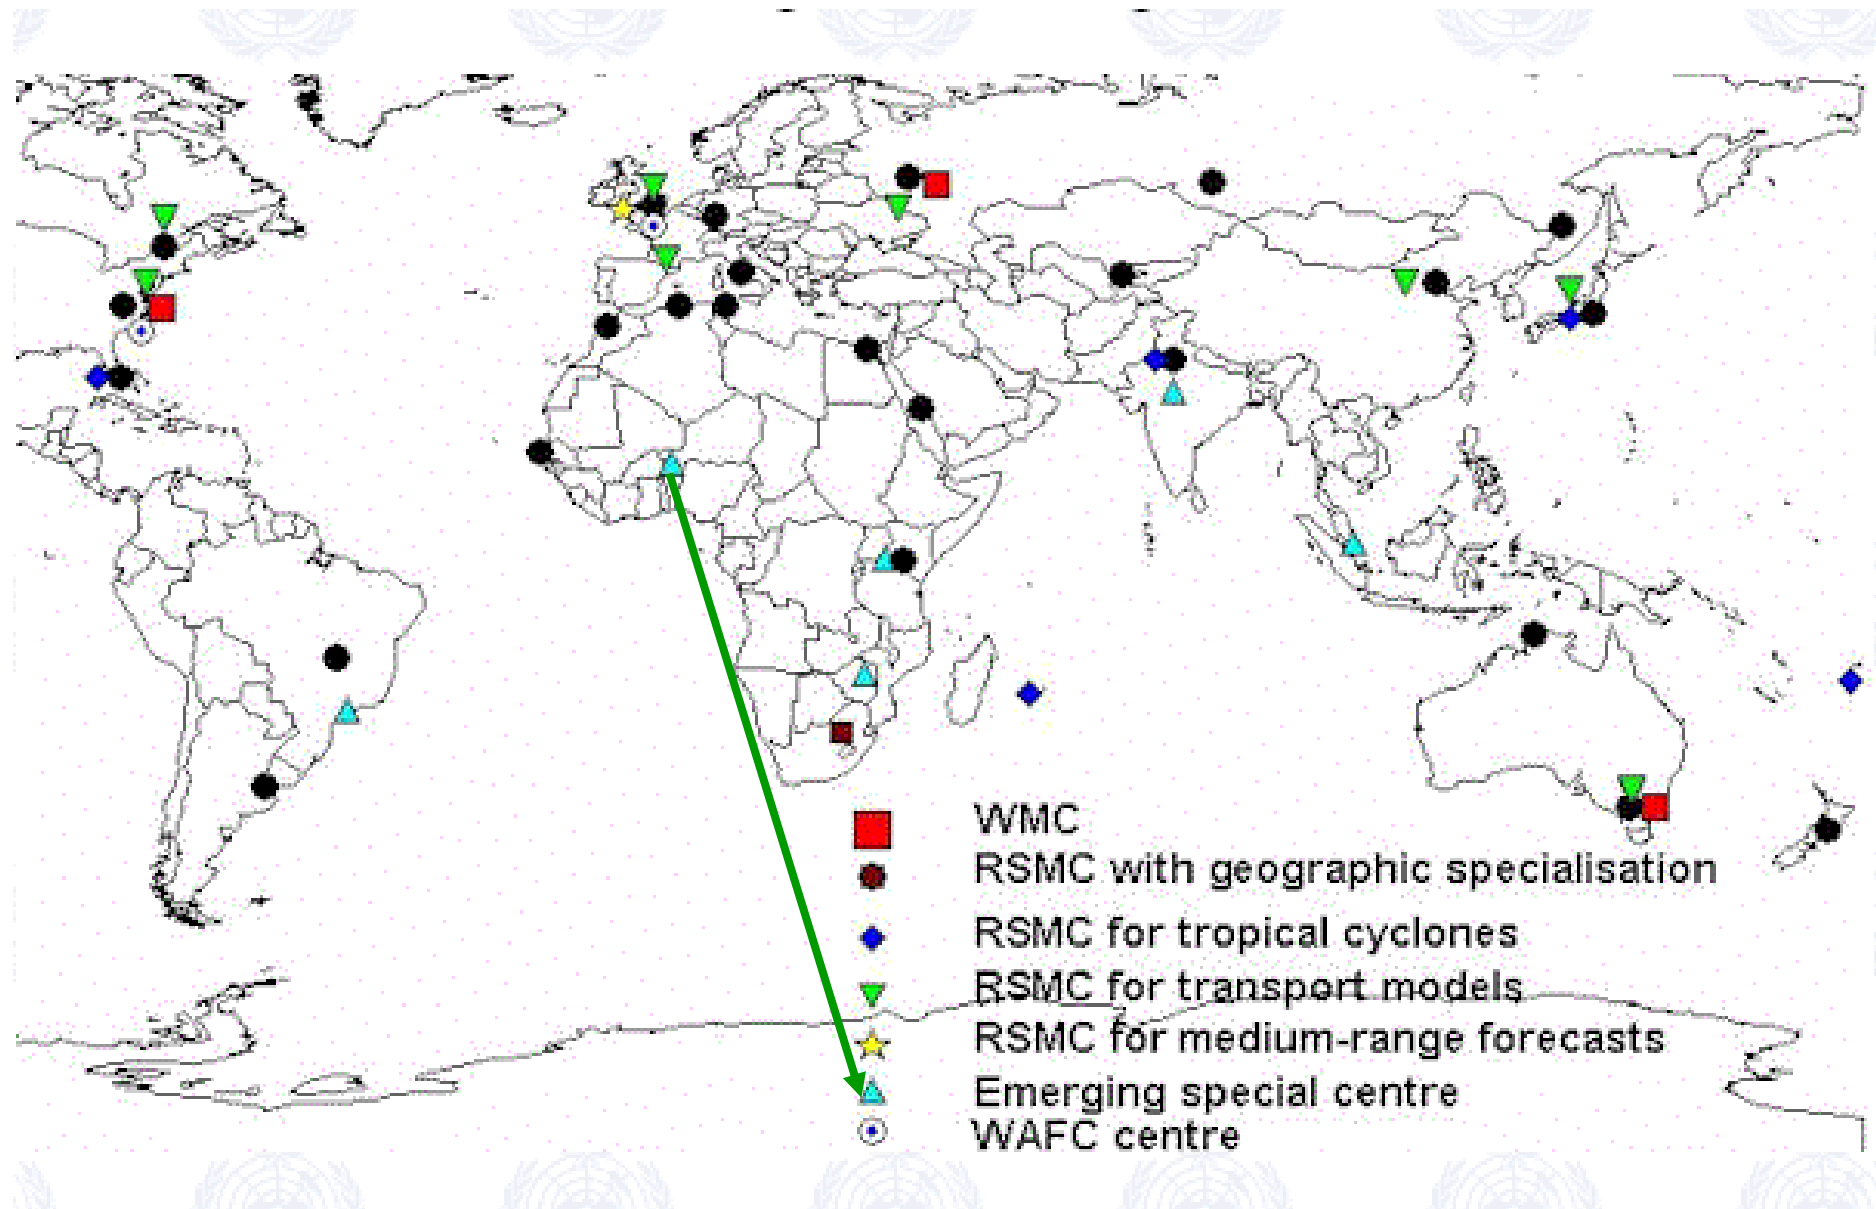 WMC
RSMC with geographic specialisation
RSMC for tropical cyclones
RSMC for transport models
RSMC for medium-range forecasts
Emerging special centre
WAFC centre